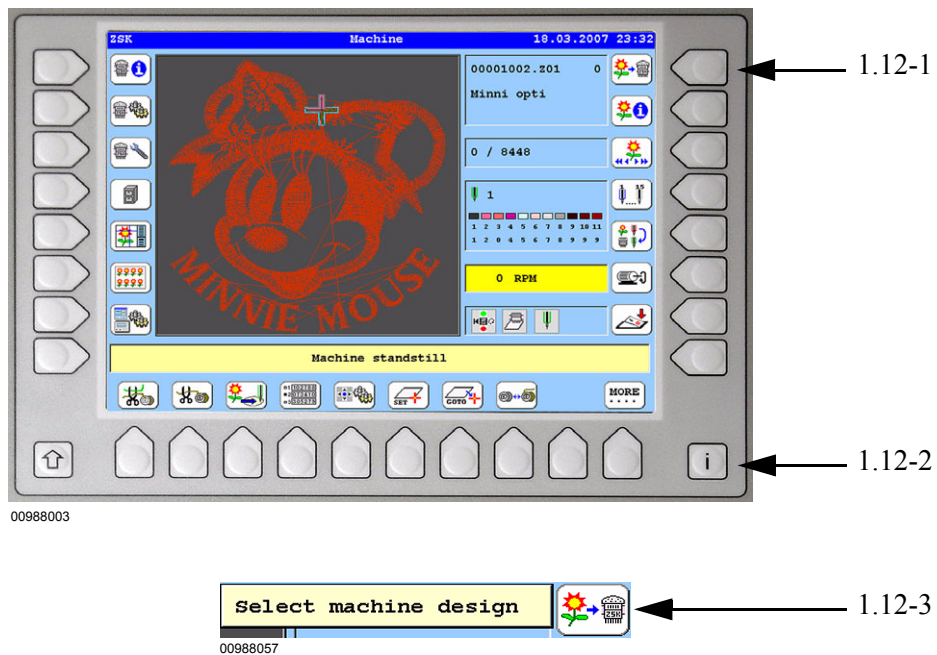 ZSK Machine 18.03.2007 23:32
00001002.Z01 0
Minni opti
0 / 8448
1 15
1
1 2 3 4 5 6 7 8 9 10 11
1 2 0 4 5 6 7 8 9 9 9
0 RPM
MINNIE MOUSE
Machine standstill
SET
GOTO
MORE
....
i
1.12-1
1.12-2
00988003
Select machine design
ZSK
1.12-3
00988057